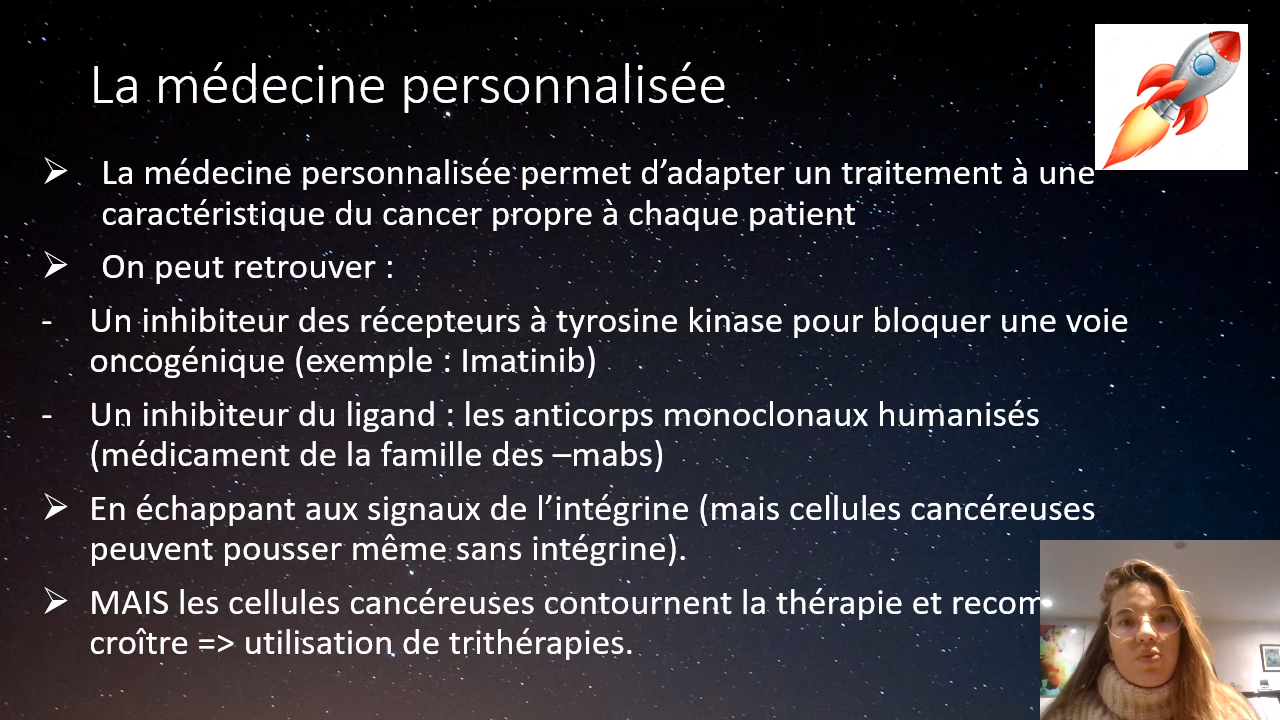 La médecine personnalisée
La médecine personnalisée permet d’adapter un traitement à une
caractéristique du cancer propre à chaque patient
On peut retrouver :
- Un inhibiteur des récepteurs à tyrosine kinase pour bloquer une voie
oncogénique (exemple : Imatinib)
- Un inhibiteur du ligand : les anticorps monoclonaux humanisés
(médicament de la famille des –mabs)
En échappant aux signaux de l’intégrine (mais cellules cancéreuses
peuvent pousser même sans intégrine).
MAIS les cellules cancéreuses contournent la thérapie et
croître => utilisation de trithérapies.